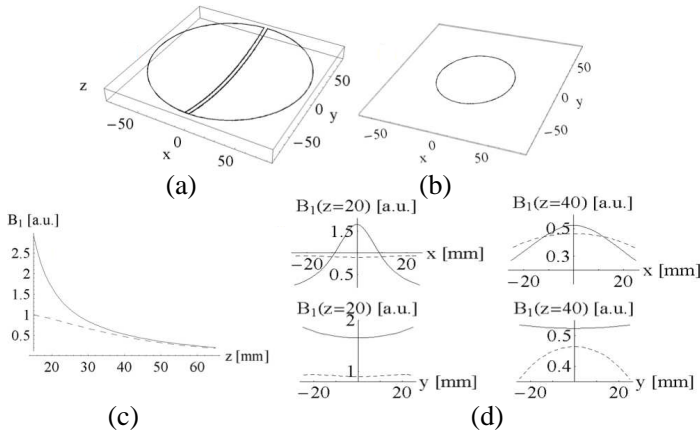 z
−50
0
x
50
50
0
y
−50
(a)
−50
0
x
50
50
0
y
−50
(b)
B1 [a.u.]
2.5
2
1.5
1
0.5
20 30 40 50 60
z [mm]
(c)
B1(z=20) [a.u.]
1.5
x [mm]
−20 20
0.5
B1(z=40) [a.u.]
0.5
0.3
x [mm]
−20 0 20
B1(z=20) [a.u.]
2
1
y [mm]
−20 0 20
B1(z=40) [a.u.]
0.5
0.4
y [mm]
−20 0 20
(d)